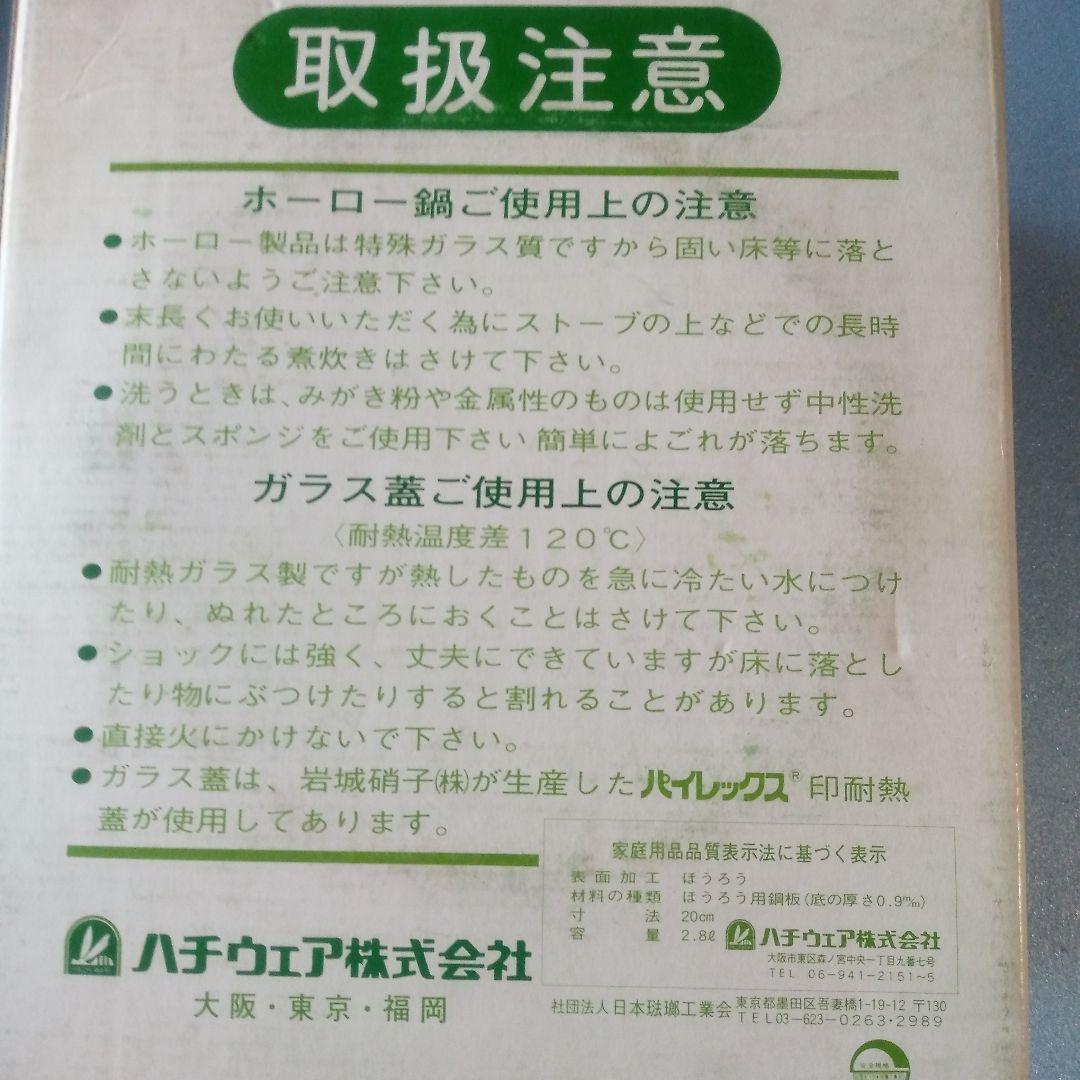 取扱注意
ホーロー鍋ご使用上の注意
●ホーロー製品は特殊ガラス質ですから固い床等に落と
さないようご注意下さい。
●末長くお使いいただく為にストーブの上などでの長時
間にわたる煮炊きはさけて下さい。
●洗うときは、みがき粉や金属性のものは使用せず中性洗
剤とスポンジをご使用下さい 簡単によごれが落ちます。
ガラス蓋ご使用上の注意
〈耐熱温度差120℃〉
●耐熱ガラス製ですが熱したものを急に冷たい水につけ
たり、ぬれたところにおくことはさけて下さい。
●ショックには強く、丈夫にできていますが床に落とし
たり物にぶつけたりすると割れることがあります。
●直接火にかけないで下さい。
●ガラス蓋は、岩城硝子(株)が生産したパイレックス®印耐熱
蓋が使用してあります。
ハチウェア株式会社
大阪・東京・福岡
家庭用品品質表示法に基づく表示
表面加工 ほうろう
材料の種類 ほうろう用鋼板(底の厚さ0.9㎜)
寸法 20㎝
容量 2.8ℓ
ハチウェア株式会社
大阪市東区森ノ宮中央一丁目九番七号
TEL 06-941-2151~5
社団法人日本琺瑯工業会 東京都墨田区吾妻橋1-19-12 〒130
TEL03-623-0263・2989
安全規格